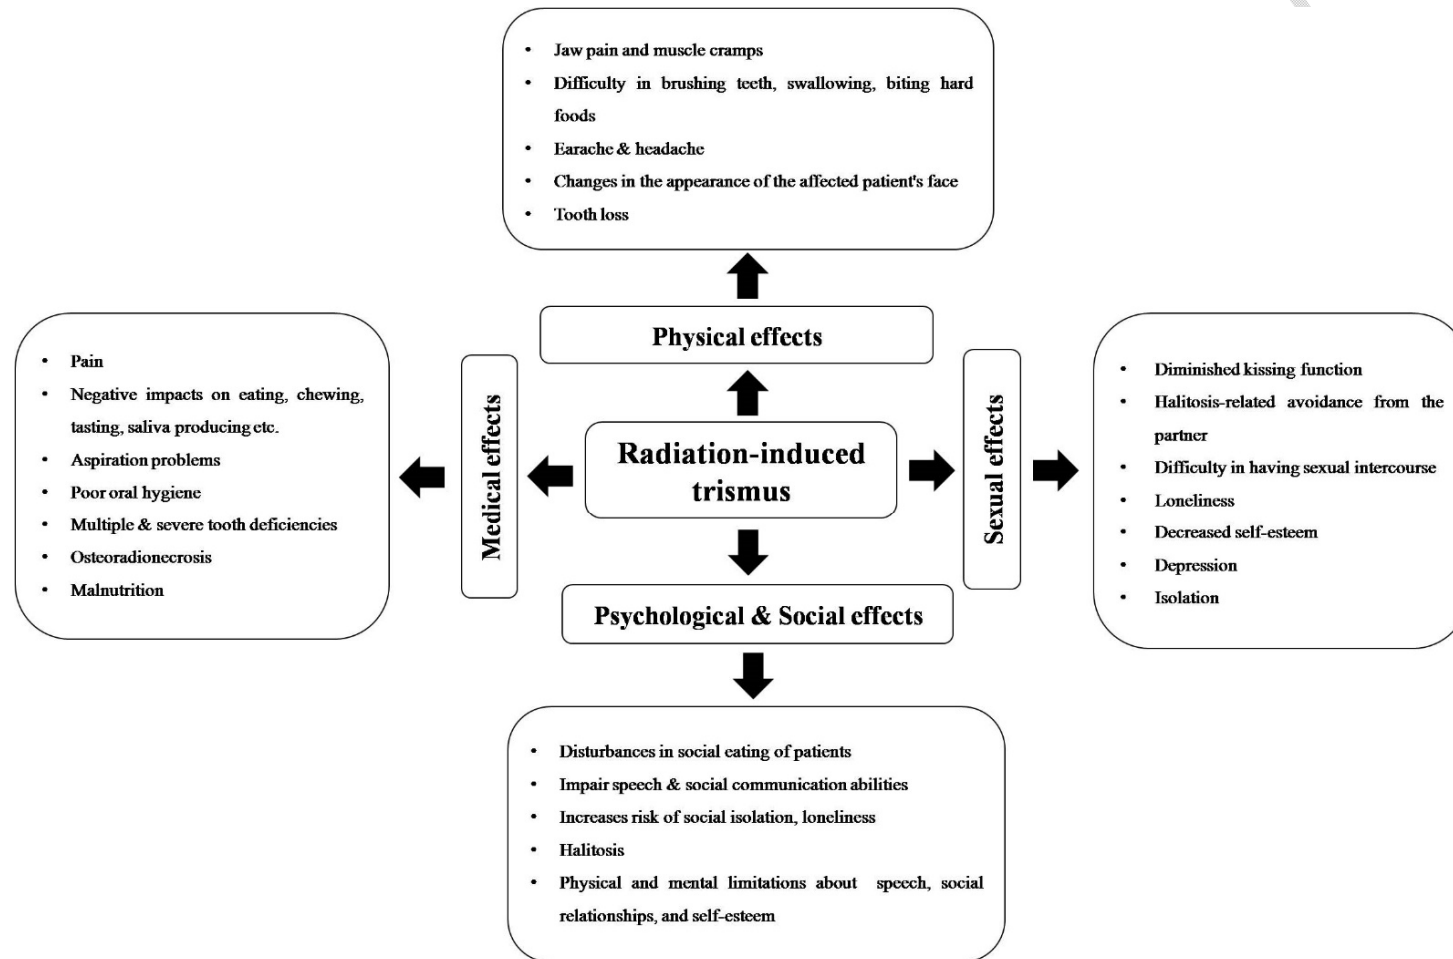 • Jaw pain and muscle cramps
• Difficulty in brushing teeth, swallowing, biting hard
foods
• Earache & headache
• Changes in the appearance of the affected patient's face
• Tooth loss
Physical effects
• Pain
• Negative impacts on eating, chewing,
tasting, saliva producing etc.
• Aspiration problems
• Poor oral hygiene
• Multiple & severe tooth deficiencies
• Osteoradionecrosis
• Malnutrition
Medical effects
Radiation-induced
trismus
Sexual effects
• Diminished kissing function
• Halitosis-related avoidance from the
partner
• Difficulty in having sexual intercourse
• Loneliness
• Decreased self-esteem
• Depression
• Isolation
Psychological & Social effects
• Disturbances in social eating of patients
• Impair speech & social communication abilities
• Increases risk of social isolation, loneliness
• Halitosis
• Physical and mental limitations about speech, social
relationships, and self-esteem